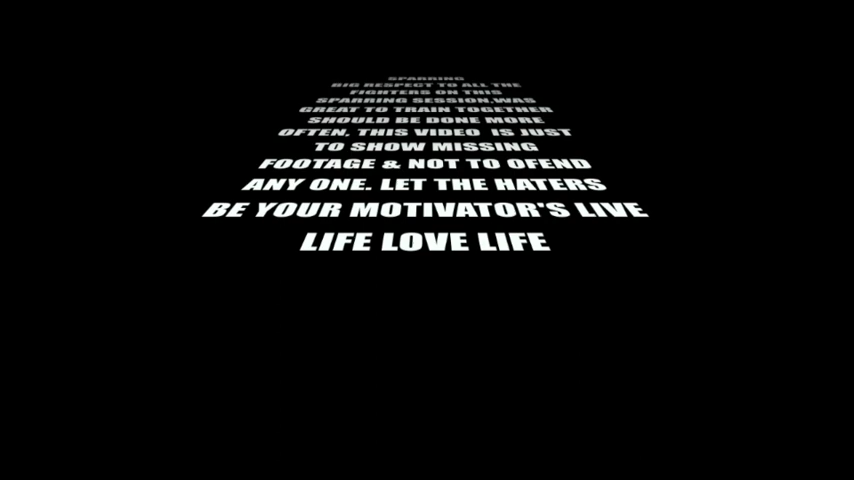 SPARRING
BIG RESPECT TO ALL THE
FIGHTERS ON THIS
SPARRING SESSION,WAS
GREAT TO TRAIN TOGETHER
SHOULD BE DONE MORE
OFTEN, THIS VIDEO IS JUST
TO SHOW MISSING
FOOTAGE & NOT TO OFEND
ANY ONE. LET THE HATERS
BE YOUR MOTIVATOR'S LIVE
LIFE LOVE LIFE